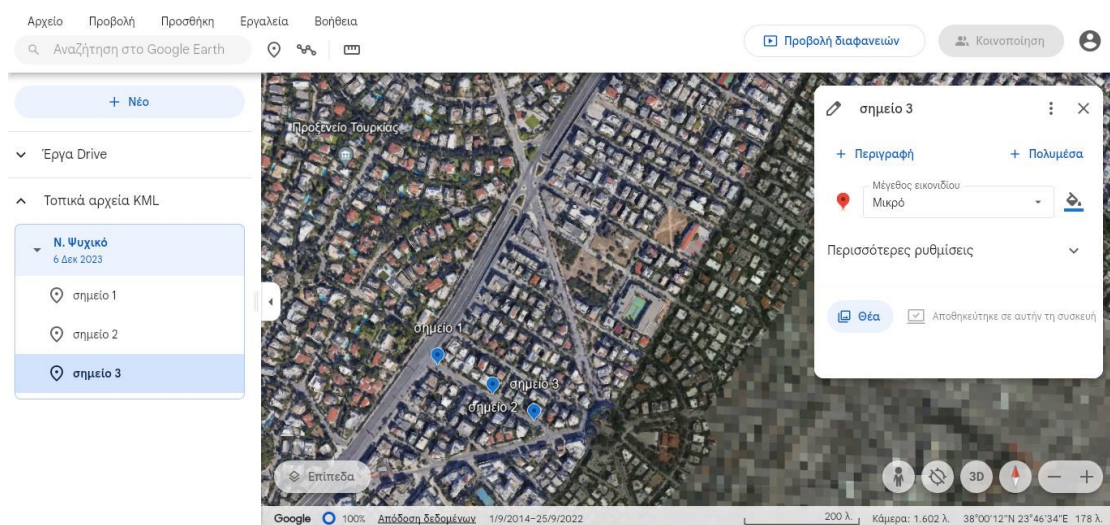 Αρχείο Προβολή Προσθήκη Εργαλεία Βοήθεια
Αναζήτηση στο Google Earth
Προβολή διαφανειών
Κοινοποίηση
+ Νέο
Έργα Drive
Τοπικά αρχεία KML
Ν. Ψυχικό
6 Δεκ 2023
σημείο 1
σημείο 2
σημείο 3
Προξενείο Τουρκίας
σημείο 1
σημείο 3
σημείο 2
σημείο 3
+ Περιγραφή + Πολυμέσα
Μέγεθος εικονιδίου
Μικρό
Περισσότερες ρυθμίσεις
Θέα Αποθηκεύτηκε σε αυτήν τη συσκευή
Επίπεδα
3D
Google 100% Απόδοση δεδομένων 1/9/2014–25/9/2022 200 λ. Κάμερα: 1.602 λ. 38°00'12"N 23°46'34"E 178 λ.